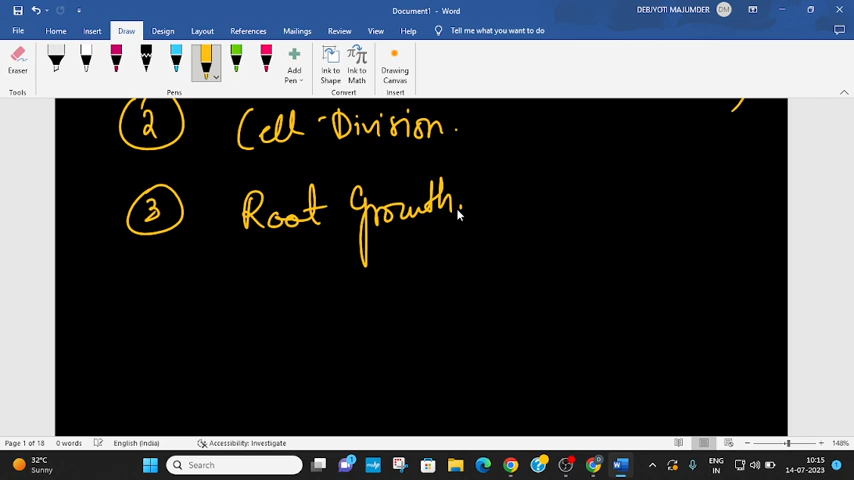 Document1 - Word
DEBJYOTI MAJUMDER DM
File Home Insert Draw Design Layout References Mailings Review View Help Tell me what you want to do
Eraser
Add Pen
Ink to Shape
Ink to Math
Drawing Canvas
Tools Pens Convert Insert
2 Cell-Division.
3 Root Growth.
Page 1 of 18 0 words English (India) Accessibility: Investigate 148%
32°C
Sunny
Search
ENG
IN
10:15
14-07-2023